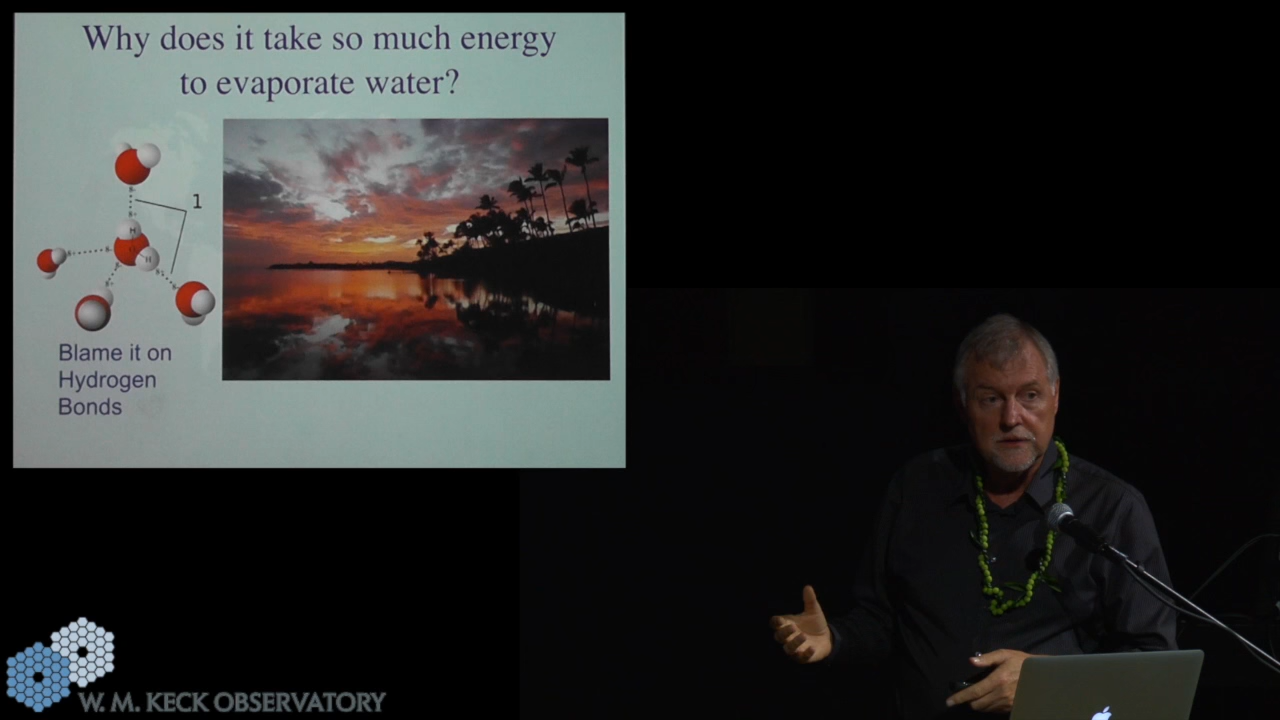 Why does it take so much energy
to evaporate water?
1
H
H
Blame it on
Hydrogen
Bonds
W. M. KECK OBSERVATORY